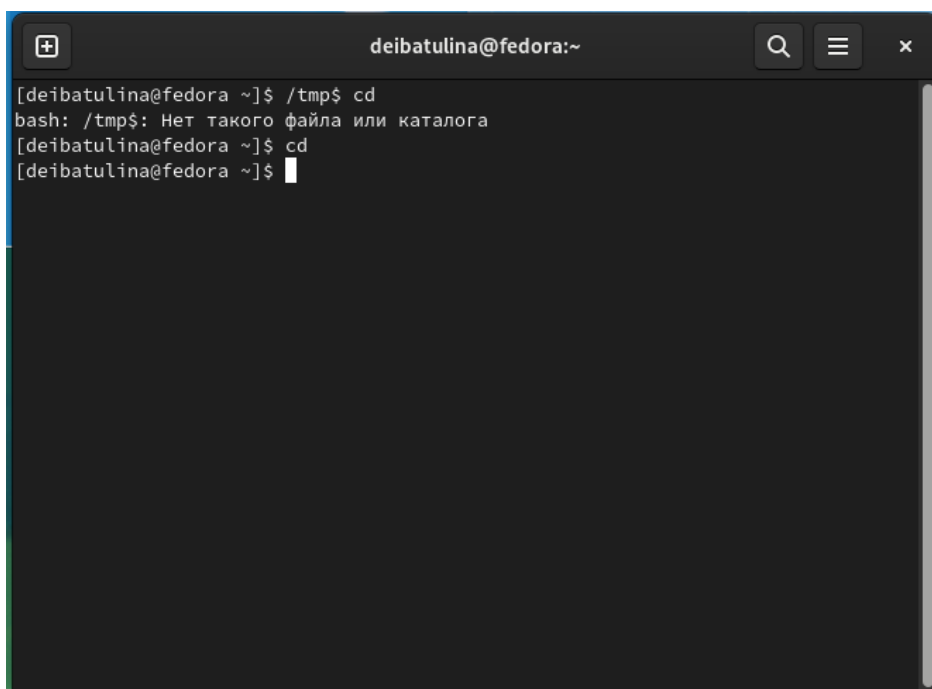 deibatulina@fedora:~
[deibatulina@fedora ~]$ /tmp$ cd
bash: /tmp$: Нет такого файла или каталога
[deibatulina@fedora ~]$ cd
[deibatulina@fedora ~]$